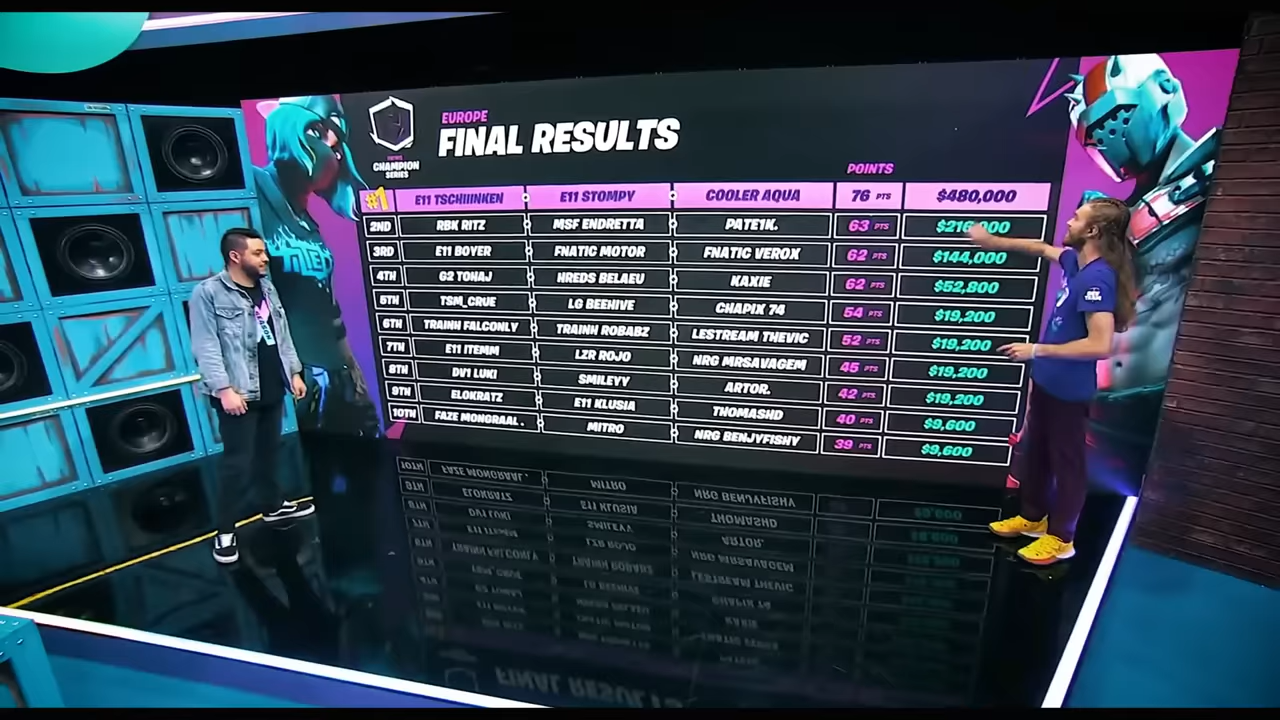 EUROPE
FINAL RESULTS
CHAMPION
SERIES
POINTS
#1 E11 TSCHIIINKEN E11 STOMPY COOLER AQUA 76 PTS $480,000
2ND RBK RITZ MSF ENDRETTA PATE1K. 63 PTS
3RD E11 BOYER FNATIC MOTOR FNATIC VEROX 62 PTS $144,000
4TH G2 TOHAJ HREDS BELAEU KAXIE 62 PTS $52,800
5TH TSM_CRUE LG BEEHIVE CHAPIX 74 54 PTS $19,200
6TH TRAINH FALCONLY TRAINH ROBABZ LESTREAM THEVIC 52 PTS $19,200
7TH E11 ITEMM LZR ROJO NRG MRSAVAGEM 45 PTS $19,200
8TH DV1 LUKI SMILEYY ARTOR. 42 PTS $19,200
9TH ELOKRATZ E11 KLUSIA THOMASHD 40 PTS $9,600
10TH FAZE MONGRAAL. MITRO NRG BENJYFISHY 39 PTS $9,600